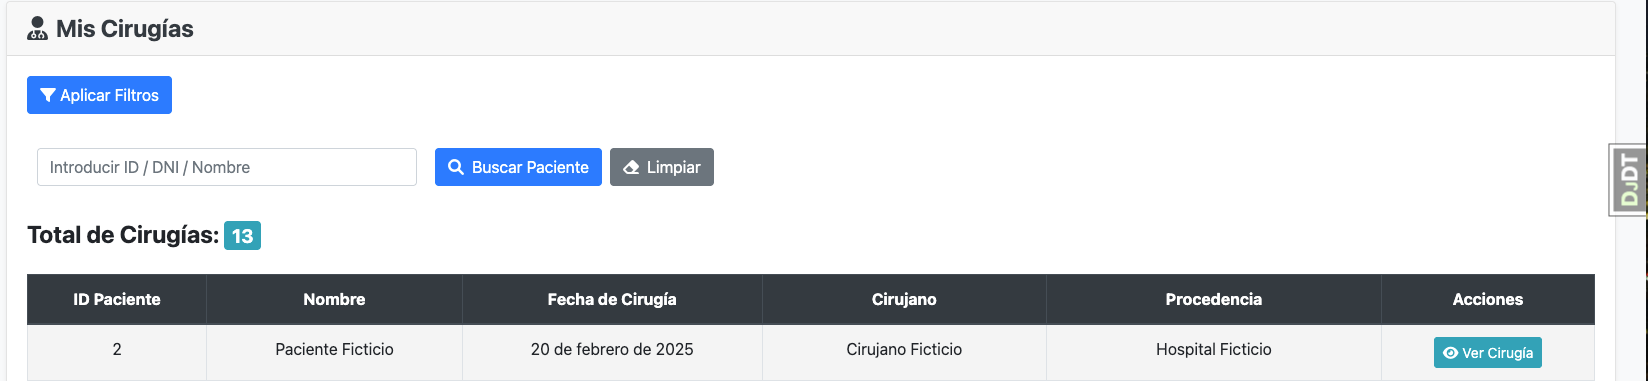 Mis Cirugías
Aplicar Filtros
Introducir ID / DNI / Nombre
Buscar Paciente
Limpiar
DJDT
Total de Cirugías: 13
ID Paciente Nombre Fecha de Cirugía Cirujano Procedencia Acciones
2 Paciente Ficticio 20 de febrero de 2025 Cirujano Ficticio Hospital Ficticio Ver Cirugía